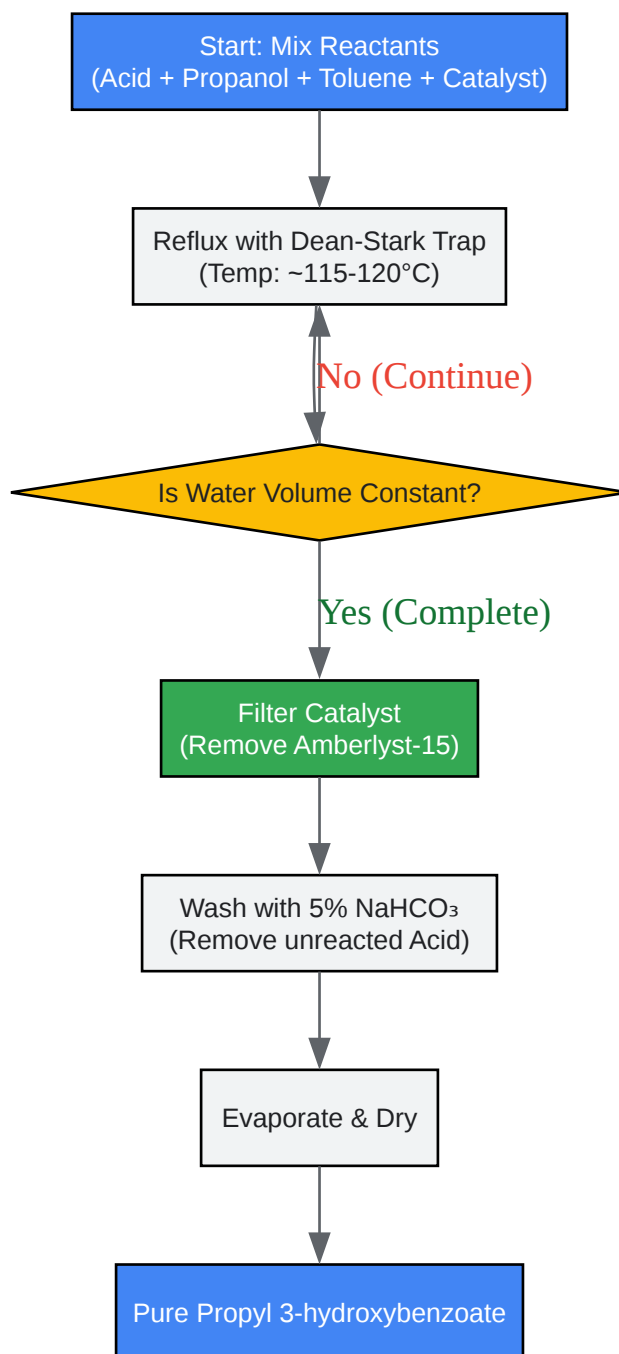 Start: Mix Reactants
(Acid + Propanol + Toluene + Catalyst)
Reflux with Dean-Stark Trap
(Temp: ~115-120°C)
No (Continue)
Is Water Volume Constant?
Yes (Complete)
Filter Catalyst
(Remove Amberlyst-15)
Wash with 5% NaHCO₃
(Remove unreacted Acid)
Evaporate & Dry
Pure Propyl 3-hydroxybenzoate